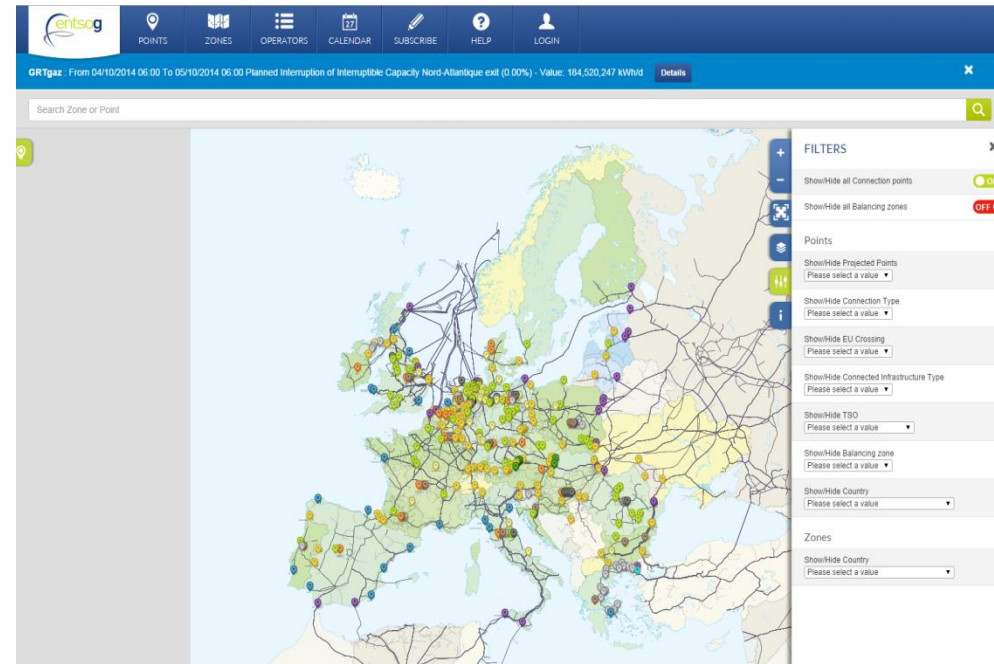 entsog
POINTS
ZONES
OPERATORS
27
CALENDAR
SUBSCRIBE
?
HELP
LOGIN
GRTgaz : From 04/10/2014 06:00 To 05/10/2014 06:00 Planned Interruption of Interruptible Capacity Nord-Atlantique exit (0.00%) - Value: 184,520,247 kWh/d Details
Search Zone or Point
FILTERS
Show/Hide all Connection points
Show/Hide all Balancing zones OFF
Points
Show/Hide Projected Points
Please select a value
Show/Hide Connection Type
Please select a value
Show/Hide EU Crossing
Please select a value
Show/Hide Connected Infrastructure Type
Please select a value
Show/Hide TSO
Please select a value
Show/Hide Balancing zone
Please select a value
Show/Hide Country
Please select a value
Zones
Show/Hide Country
Please select a value